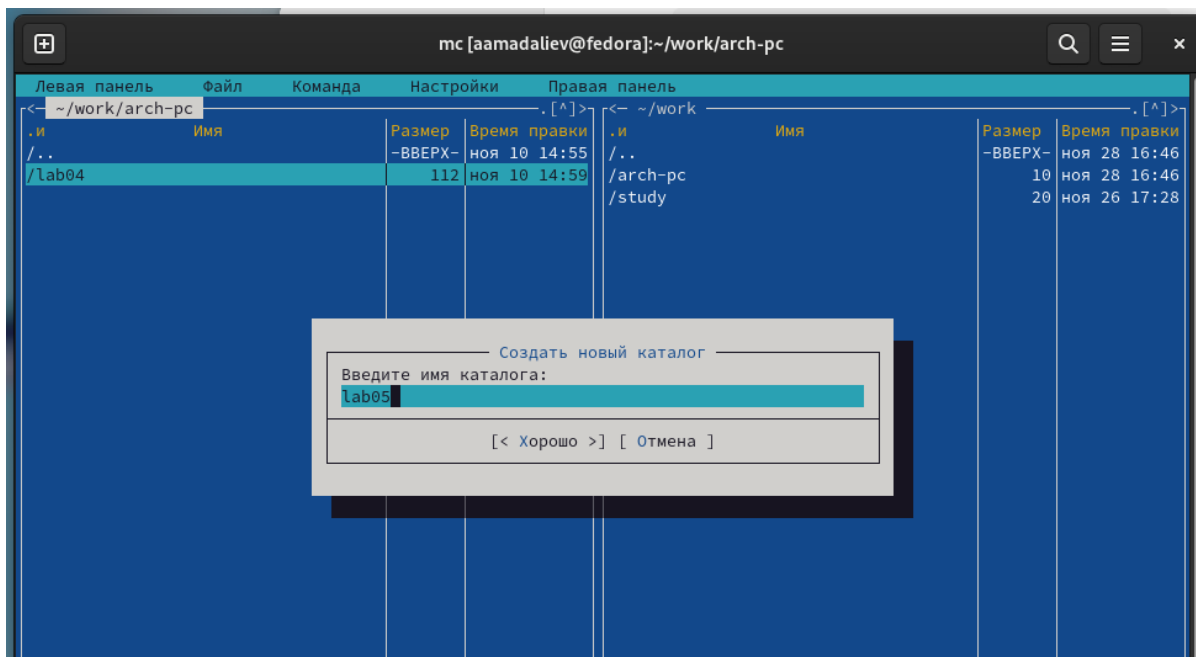 mc [aamadaliev@fedora]:~/work/arch-pc
Левая панель Файл Команда Настройки Правая панель
<— ~/work/arch-pc .[^]> <— ~/work .[^]>
.и Имя Размер Время правки .и Имя Размер Время правки
/.. -ВВЕРХ- ноя 10 14:55 /.. -ВВЕРХ- ноя 28 16:46
/lab04 112 ноя 10 14:59 /arch-pc 10 ноя 28 16:46
/study 20 ноя 26 17:28
Создать новый каталог
Введите имя каталога:
lab05
[< Хорошо >] [ Отмена ]